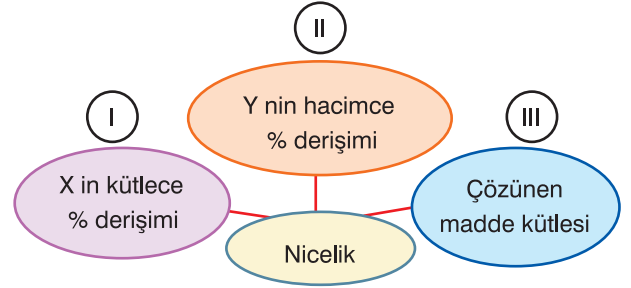 I
X in kütlece
% derişimi
II
Y nin hacimce
% derişimi
III
Çözünen
madde kütlesi
Nicelik